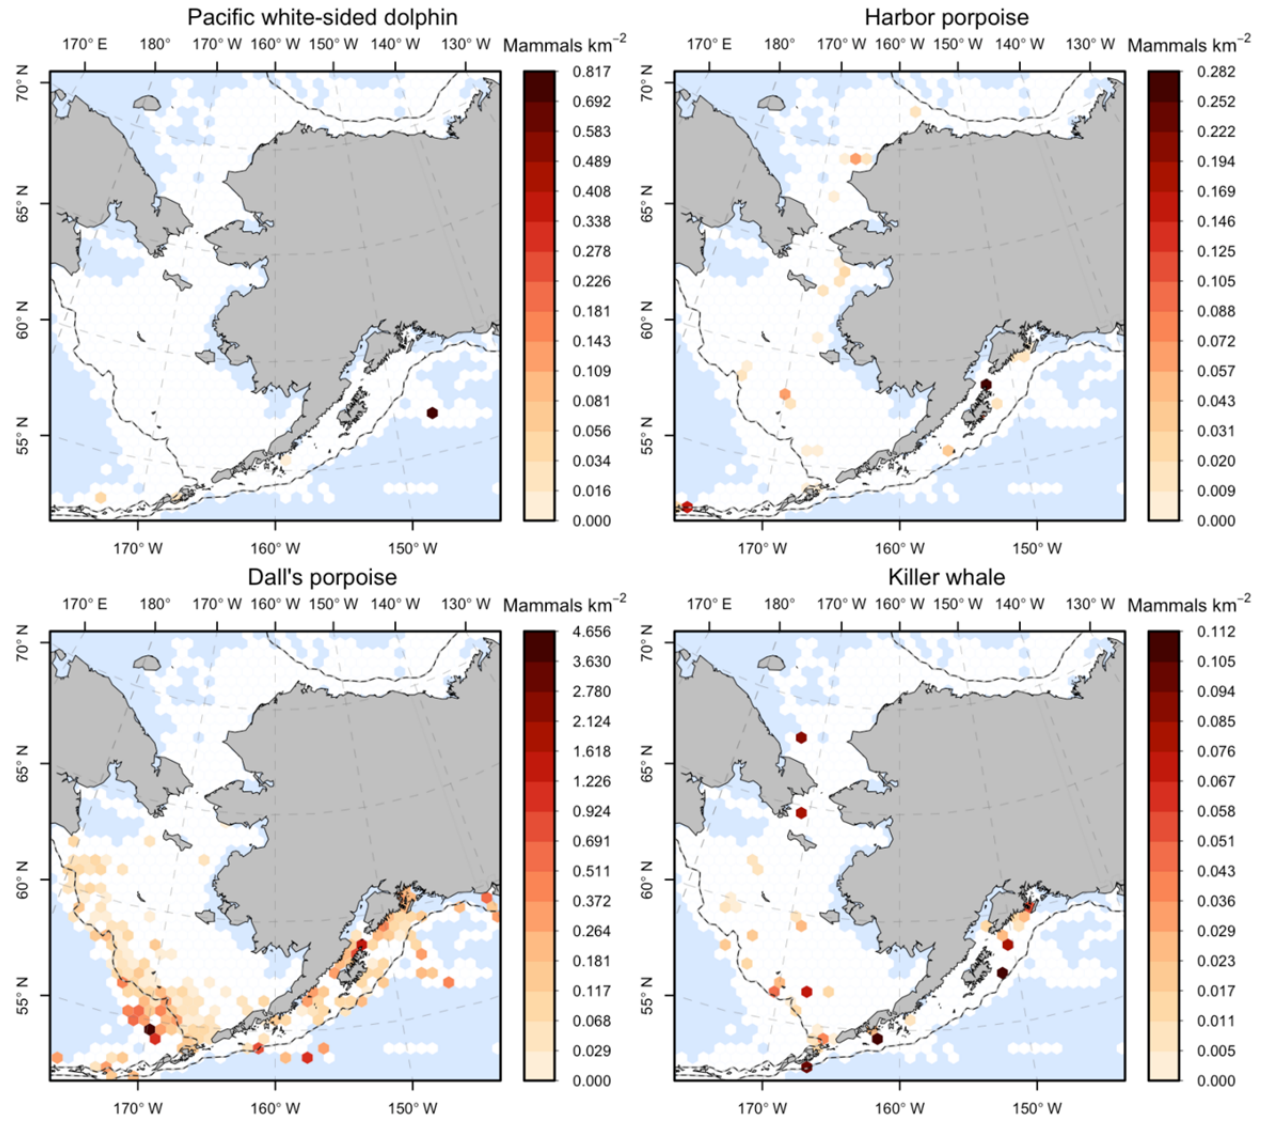 Pacific white-sided dolphin
170° E 180° 170° W 160° W 150° W 140° W 130° W Mammals km−2
70° N
65° N
60° N
55° N
170° W 160° W 150° W
0.817
0.692
0.583
0.489
0.408
0.338
0.278
0.226
0.181
0.143
0.109
0.081
0.056
0.034
0.016
0.000
Harbor porpoise
170° E 180° 170° W 160° W 150° W 140° W 130° W Mammals km−2
70° N
65° N
60° N
55° N
170° W 160° W 150° W
0.282
0.252
0.222
0.194
0.169
0.146
0.125
0.105
0.088
0.072
0.057
0.043
0.031
0.020
0.009
0.000
Dall's porpoise
170° E 180° 170° W 160° W 150° W 140° W 130° W Mammals km−2
70° N
65° N
60° N
55° N
170° W 160° W 150° W
4.656
3.630
2.780
2.124
1.618
1.226
0.924
0.691
0.511
0.372
0.264
0.181
0.117
0.068
0.029
0.000
Killer whale
170° E 180° 170° W 160° W 150° W 140° W 130° W Mammals km−2
70° N
65° N
60° N
55° N
170° W 160° W 150° W
0.112
0.105
0.094
0.085
0.076
0.067
0.058
0.051
0.043
0.036
0.029
0.023
0.017
0.011
0.005
0.000